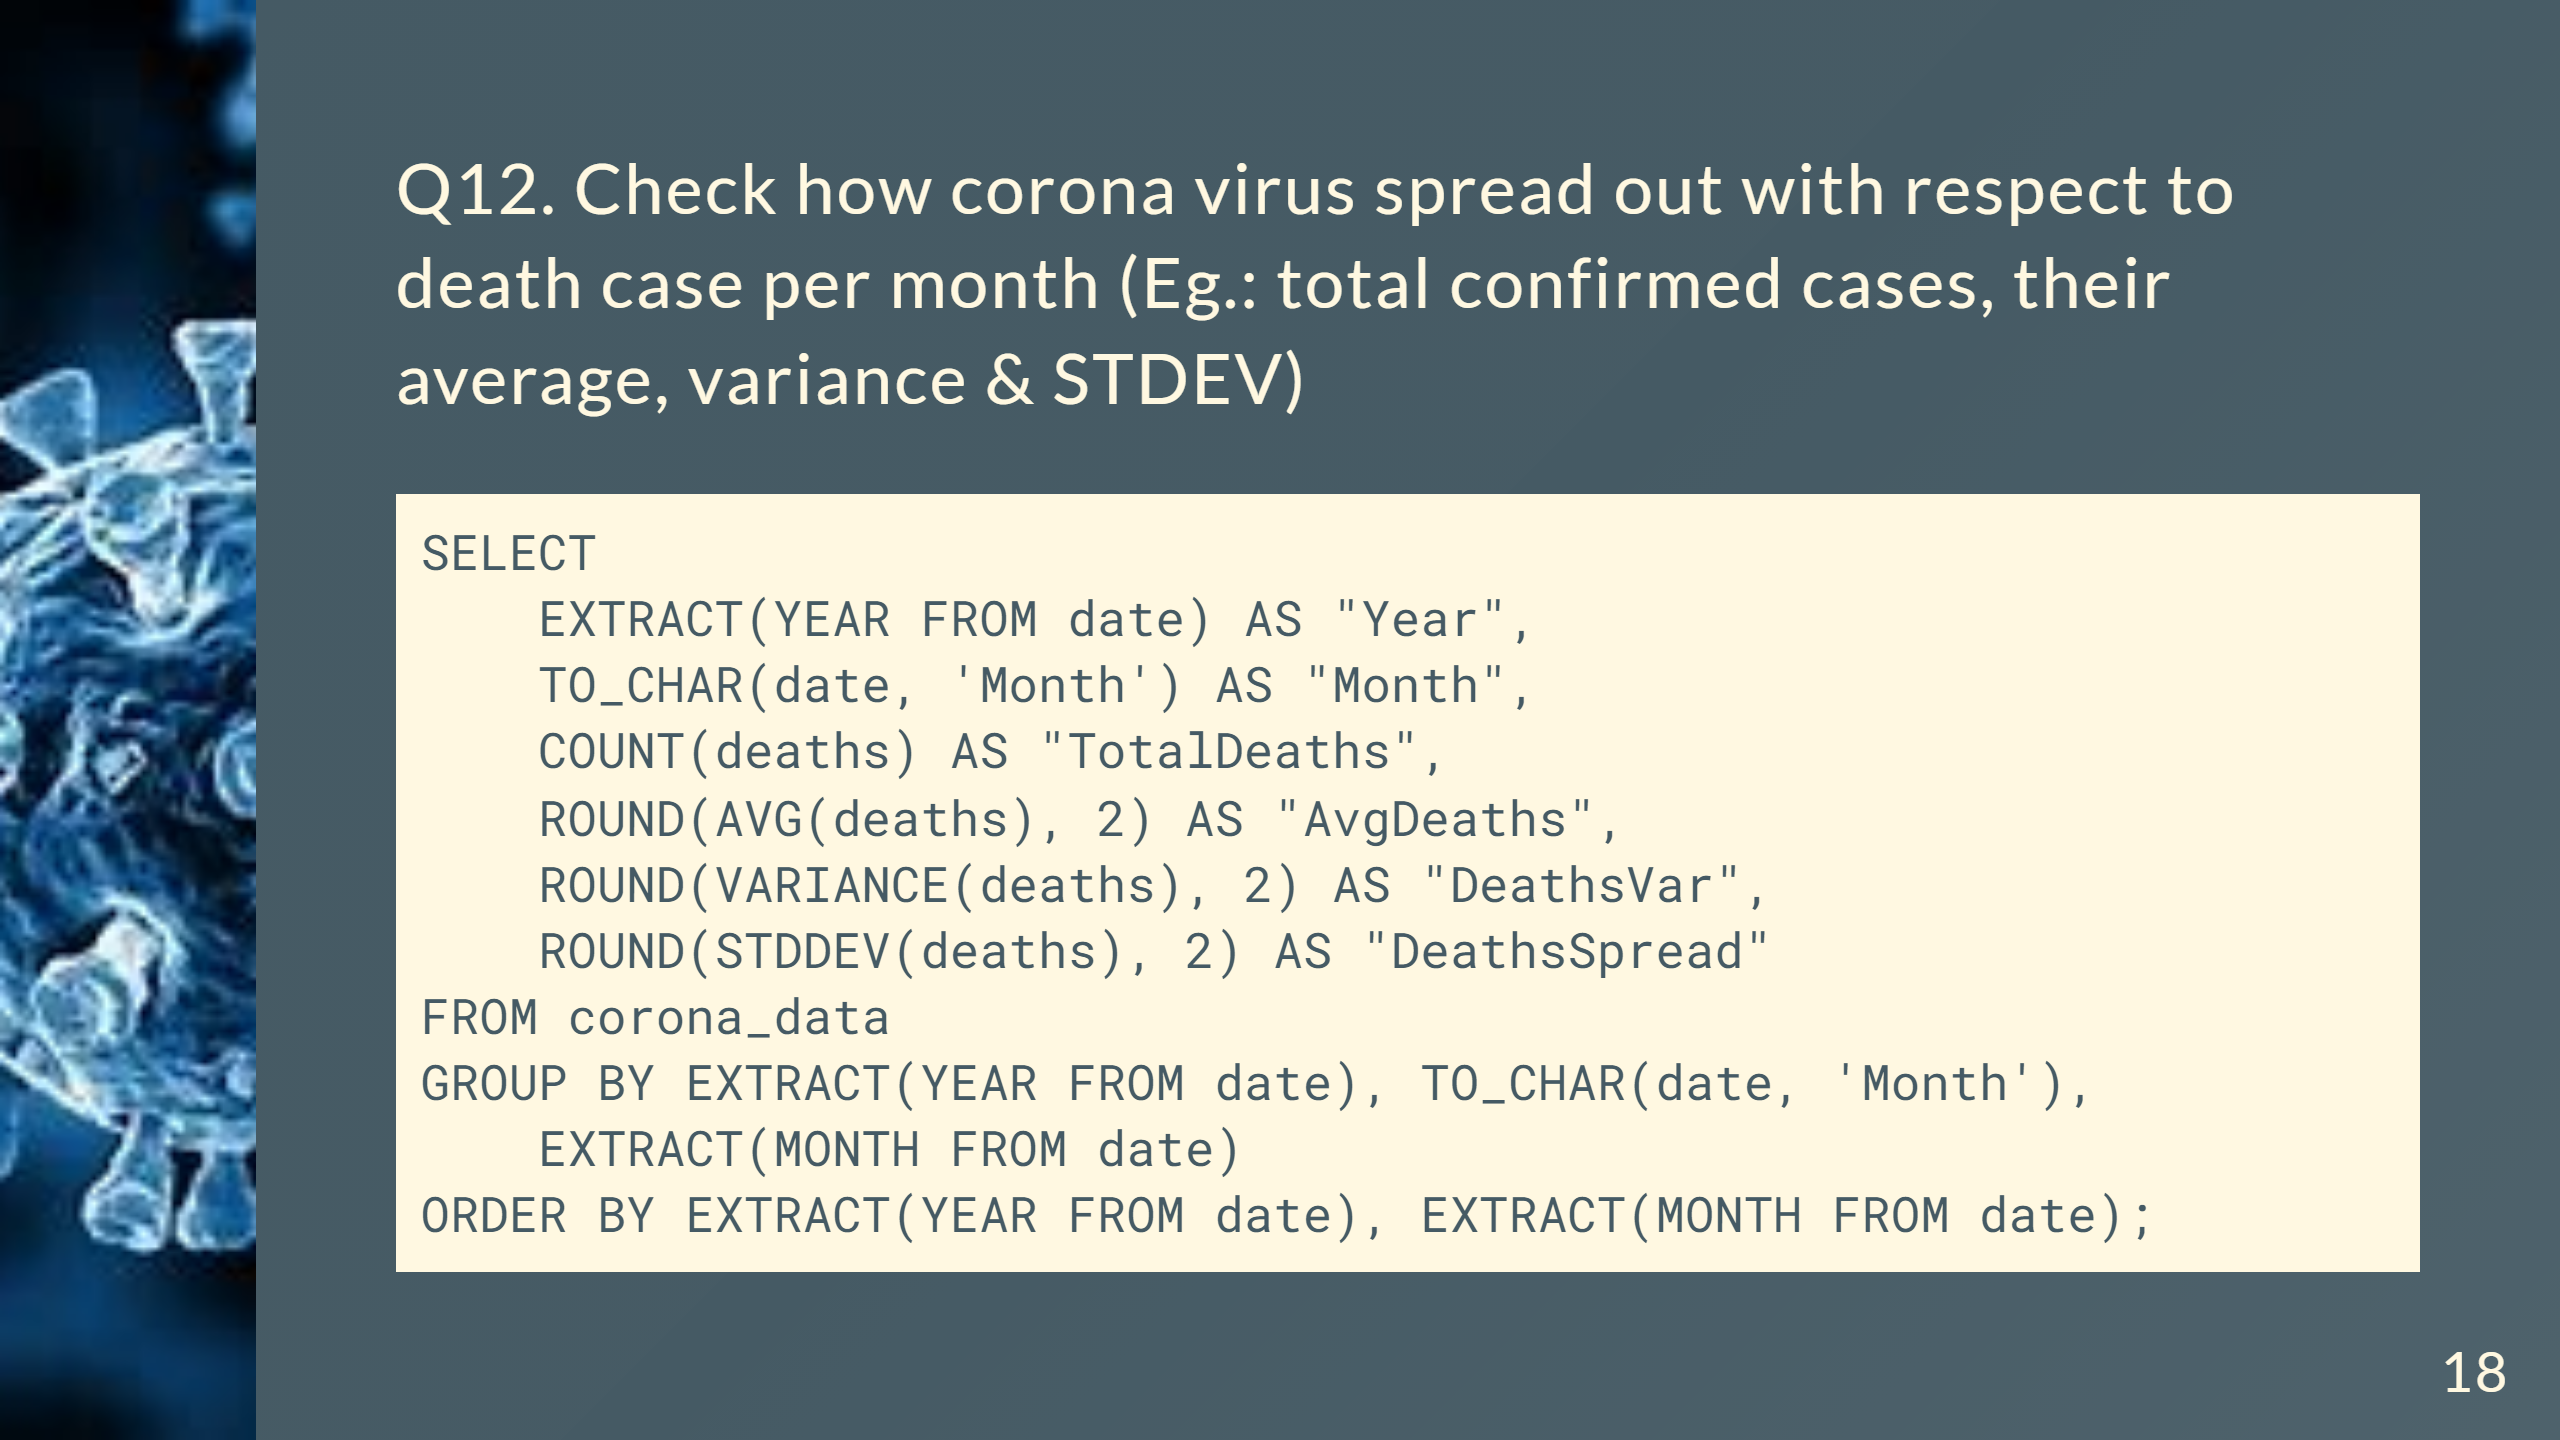 Q12. Check how corona virus spread out with respect to
death case per month (Eg.: total confirmed cases, their
average, variance & STDEV)
SELECT
    EXTRACT(YEAR FROM date) AS "Year",
    TO_CHAR(date, 'Month') AS "Month",
    COUNT(deaths) AS "TotalDeaths",
    ROUND(AVG(deaths), 2) AS "AvgDeaths",
    ROUND(VARIANCE(deaths), 2) AS "DeathsVar",
    ROUND(STDDEV(deaths), 2) AS "DeathsSpread"
FROM corona_data
GROUP BY EXTRACT(YEAR FROM date), TO_CHAR(date, 'Month'),
    EXTRACT(MONTH FROM date)
ORDER BY EXTRACT(YEAR FROM date), EXTRACT(MONTH FROM date);
18